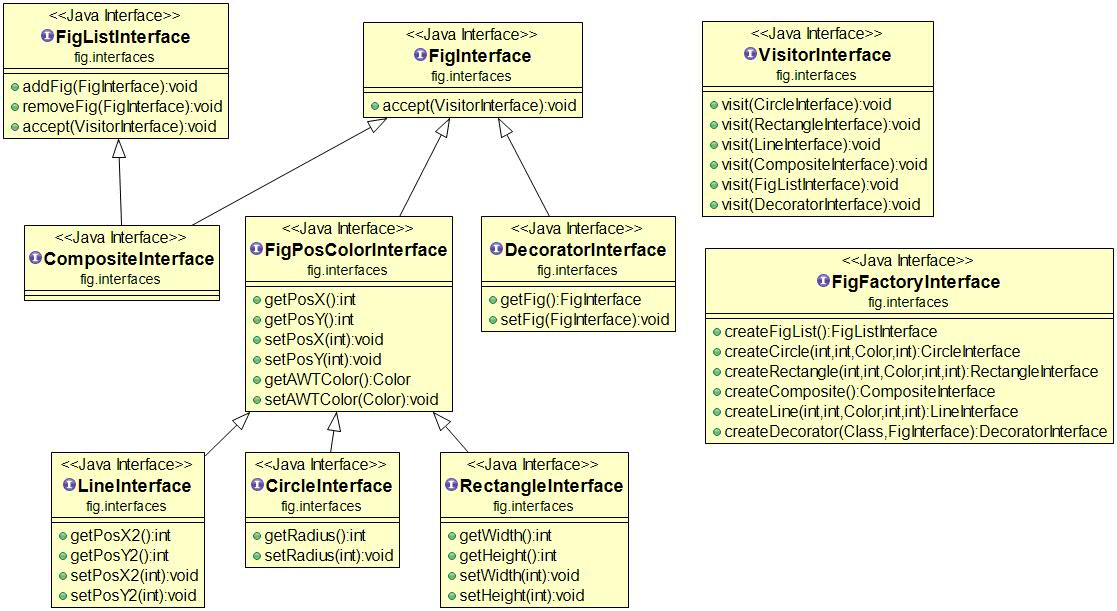 <<Java Interface>>
FigListInterface
fig.interfaces
addFig(FigInterface):void
removeFig(FigInterface):void
accept(VisitorInterface):void
<<Java Interface>>
FigInterface
fig.interfaces
accept(VisitorInterface):void
<<Java Interface>>
VisitorInterface
fig.interfaces
visit(CircleInterface):void
visit(RectangleInterface):void
visit(LineInterface):void
visit(CompositeInterface):void
visit(FigListInterface):void
visit(DecoratorInterface):void
<<Java Interface>>
CompositeInterface
fig.interfaces
<<Java Interface>>
FigPosColorInterface
fig.interfaces
getPosX():int
getPosY():int
setPosX(int):void
setPosY(int):void
getAWTColor():Color
setAWTColor(Color):void
<<Java Interface>>
DecoratorInterface
fig.interfaces
getFig():FigInterface
setFig(FigInterface):void
<<Java Interface>>
FigFactoryInterface
fig.interfaces
createFigList():FigListInterface
createCircle(int,int,Color,int):CircleInterface
createRectangle(int,int,Color,int,int):RectangleInterface
createComposite():CompositeInterface
createLine(int,int,Color,int,int):LineInterface
createDecorator(Class,FigInterface):DecoratorInterface
<<Java Interface>>
LineInterface
fig.interfaces
getPosX2():int
getPosY2():int
setPosX2(int):void
setPosY2(int):void
<<Java Interface>>
CircleInterface
fig.interfaces
getRadius():int
setRadius(int):void
<<Java Interface>>
RectangleInterface
fig.interfaces
getWidth():int
getHeight():int
setWidth(int):void
setHeight(int):void